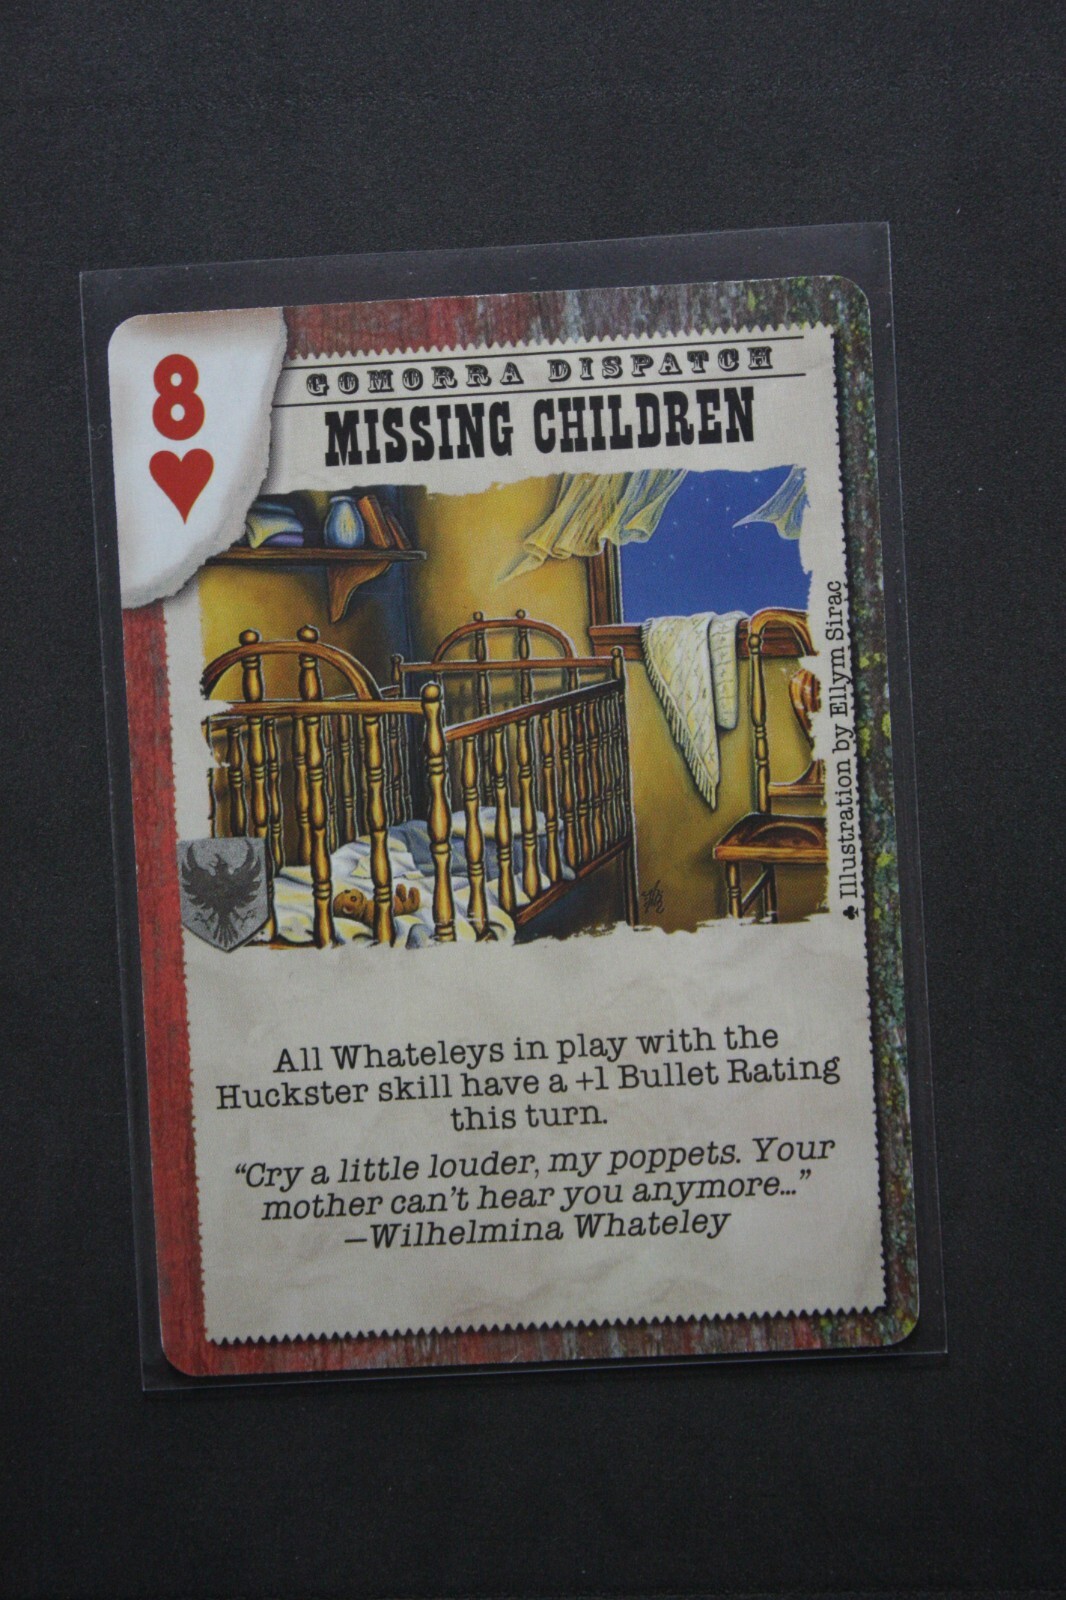 8
GOMORRA DISPATCH
MISSING CHILDREN
♣ Illustration by Ellym Sirac
All Whateleys in play with the
Huckster skill have a +1 Bullet Rating
this turn.
“Cry a little louder, my poppets. Your
mother can’t hear you anymore...”
—Wilhelmina Whateley